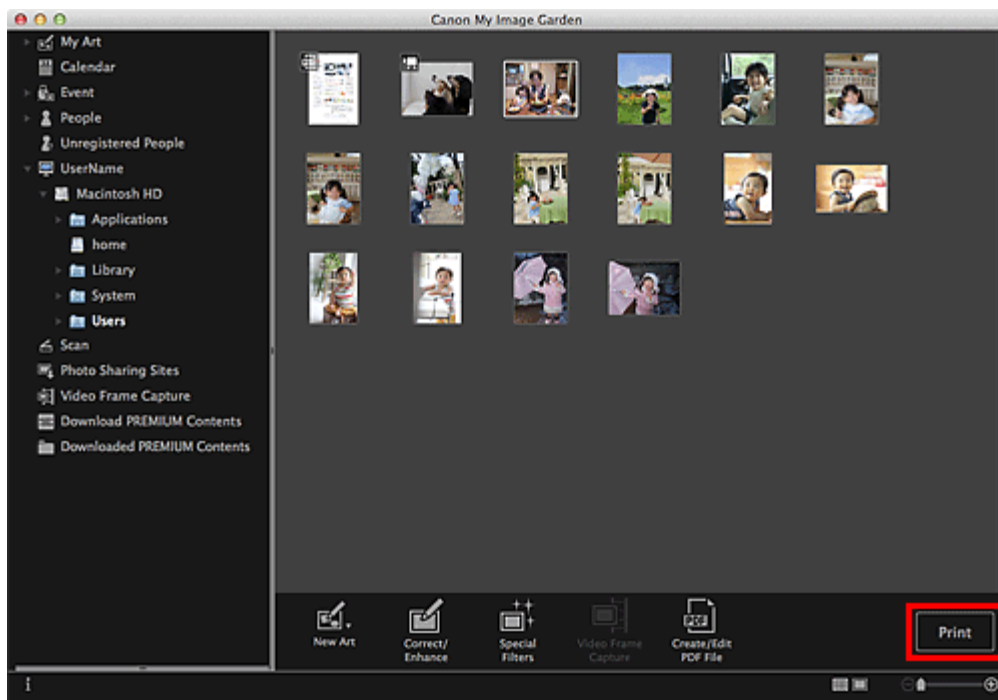 Canon My Image Garden
My Art
Calendar
Event
People
Unregistered People
UserName
Macintosh HD
Applications
home
Library
System
Users
Scan
Photo Sharing Sites
Video Frame Capture
Download PREMIUM Contents
Downloaded PREMIUM Contents
New Art
Correct/
Enhance
Special
Filters
Video Frame
Capture
PDF
Create/Edit
PDF File
Print